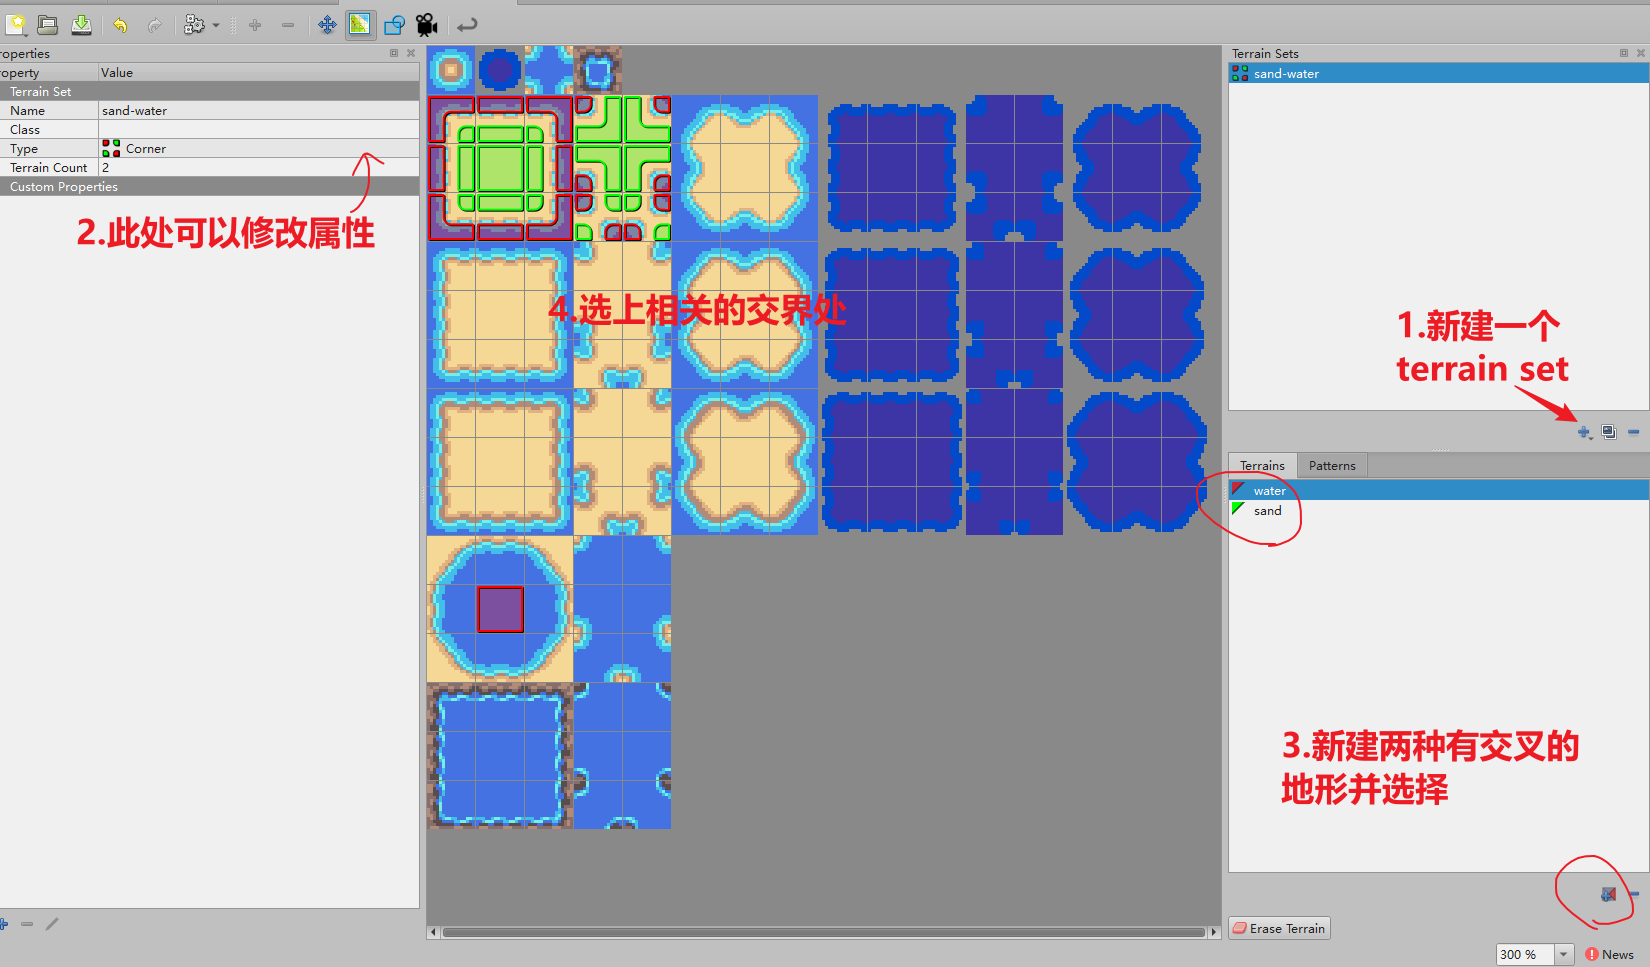 roperties
roperty Value
Terrain Set
Name sand-water
Class
Type Corner
Terrain Count 2
Custom Properties
2.此处可以修改属性
4.选上相关的交界处
Terrain Sets
sand-water
1.新建一个
terrain set
Terrains Patterns
water
sand
3.新建两种有交叉的
地形并选择
Erase Terrain
300 % News